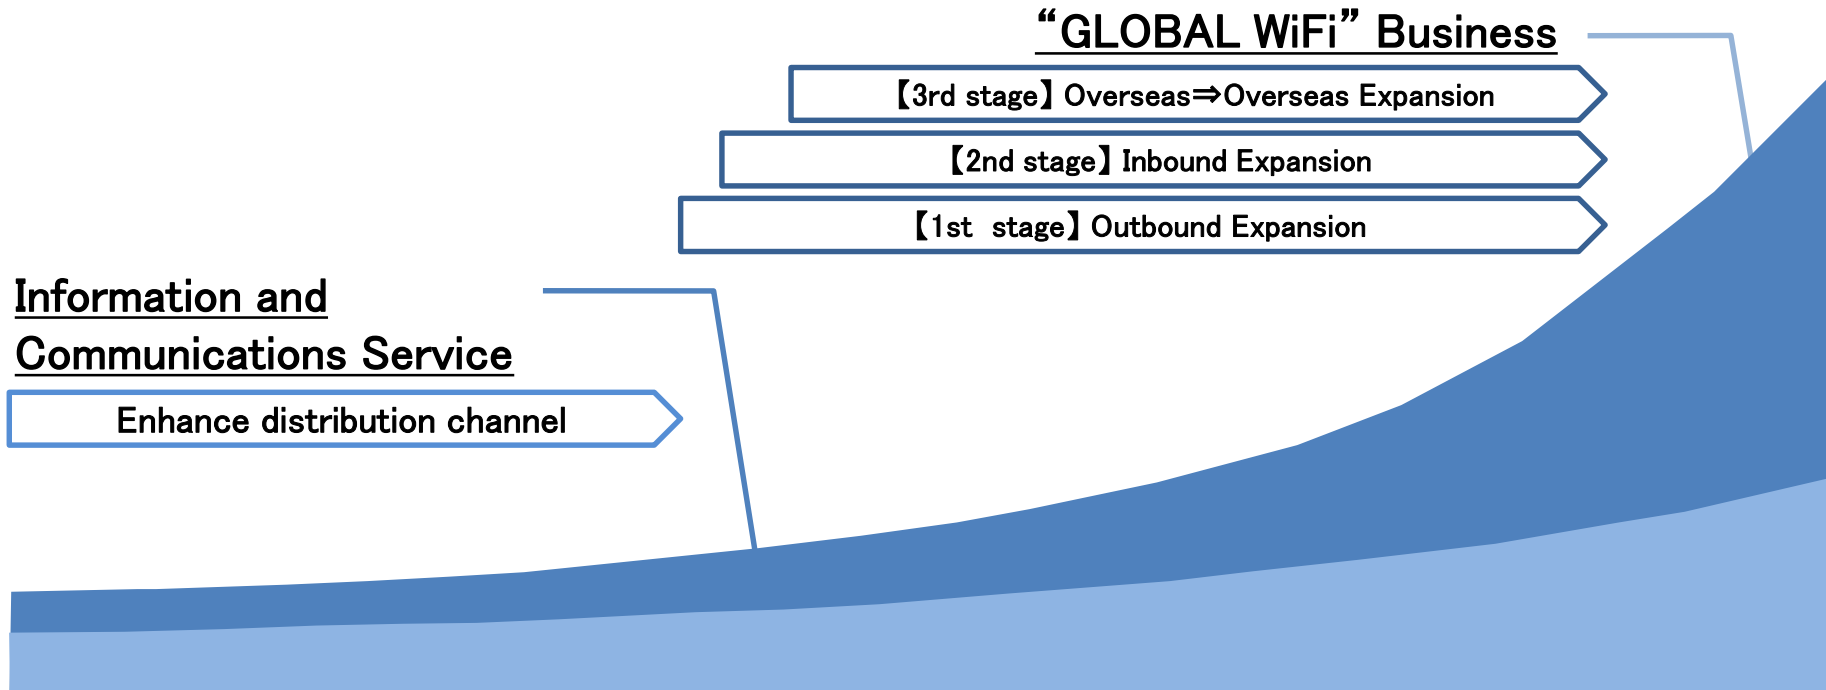 “GLOBAL WiFi” Business
【3rd stage】Overseas⇒Overseas Expansion
【2nd stage】Inbound Expansion
【1st stage】Outbound Expansion
Information and
Communications Service
Enhance distribution channel